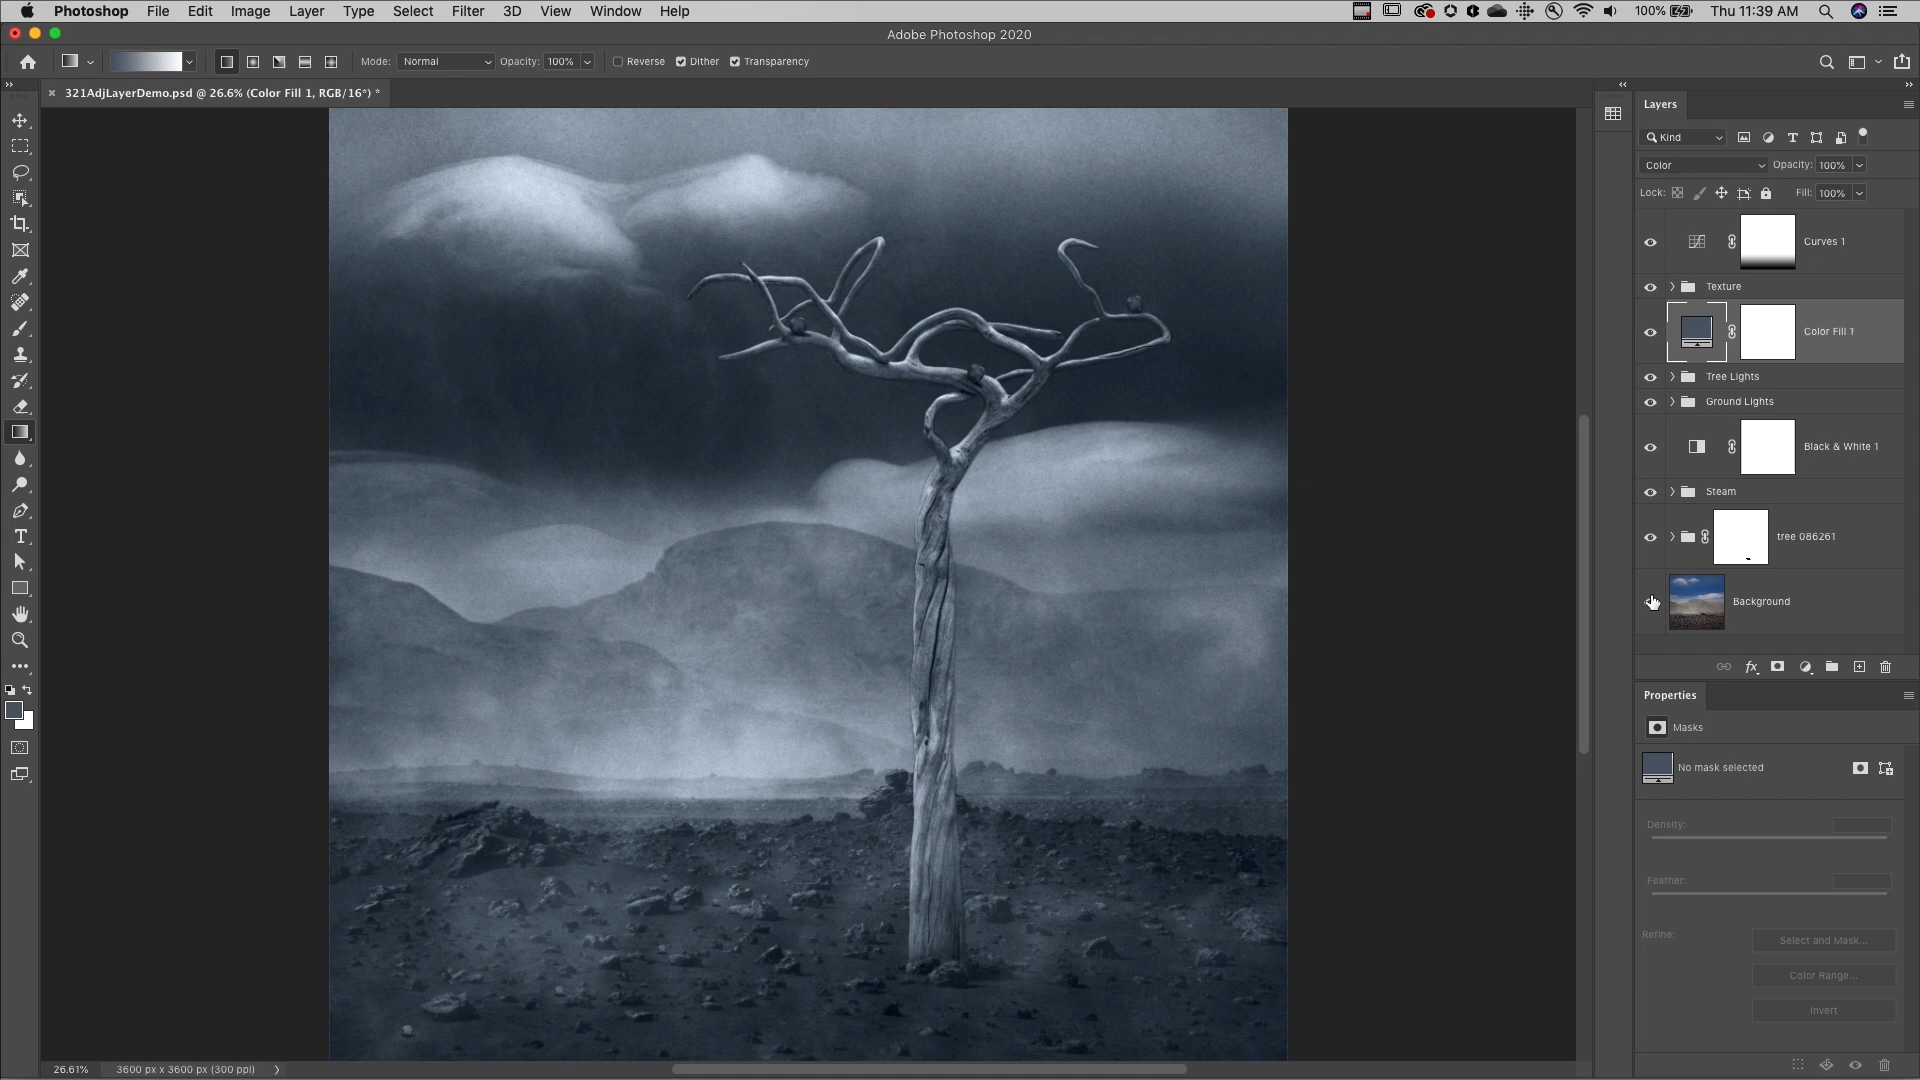 Photoshop File Edit Image Layer Type Select Filter 3D View Window Help 100% Thu 11:39 AM
Adobe Photoshop 2020
Mode: Normal Opacity: 100% Reverse Dither Transparency
321AdjLayerDemo.psd @ 26.6% (Color Fill 1, RGB/16*) *
Layers
Kind
Color Opacity: 100%
Lock: Fill: 100%
Curves 1
Texture
Color Fill 1
Tree Lights
Ground Lights
Black & White 1
Steam
tree 086261
Background
fx
Properties
Masks
No mask selected
Density:
Feather:
Refine: Select and Mask...
Color Range...
Invert
26.61% 3600 px x 3600 px (300 ppi)